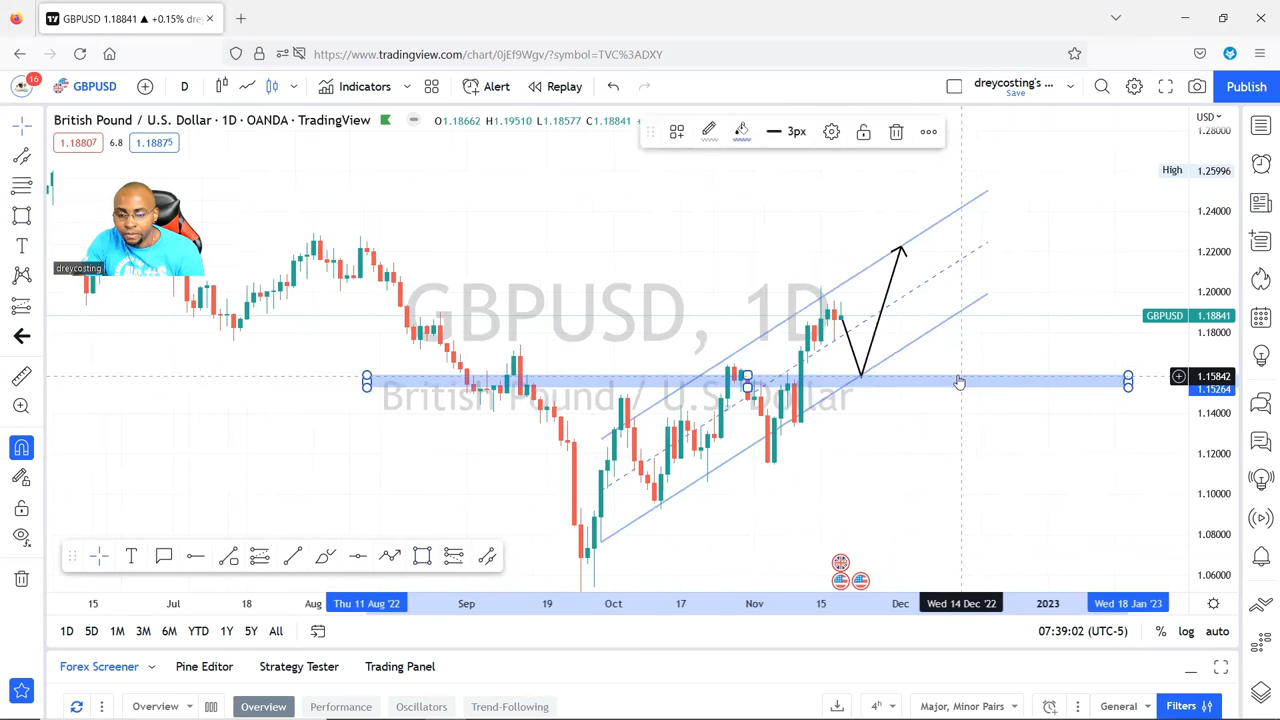 GBPUSD 1.18841 ▲ +0.15% dre
https://www.tradingview.com/chart/0jEf9Wgv/?symbol=TVC%3ADXY
16
GBPUSD
D
Indicators
Alert
Replay
dreycosting's ...
Save
Publish
British Pound / U.S. Dollar · 1D · OANDA · TradingView
O1.18662 H1.19510 L1.18577 C1.18841
1.18807
6.8
1.18875
3px
USD
1.28000
High 1.25996
1.24000
1.22000
1.20000
GBPUSD 1.18841
1.18000
1.15842
1.15264
1.14000
1.12000
1.10000
1.08000
1.06000
dreycosting
GBPUSD, 1D
British Pound / U.S. Dollar
T
T
15
Jul
18
Aug
Thu 11 Aug '22
Sep
19
Oct
17
Nov
15
Dec
Wed 14 Dec '22
2023
Wed 18 Jan '23
1D
5D
1M
3M
6M
YTD
1Y
5Y
All
07:39:02 (UTC-5)
%
log
auto
Forex Screener
Pine Editor
Strategy Tester
Trading Panel
Overview
Overview
Performance
Oscillators
Trend-Following
4h
Major, Minor Pairs
General
Filters